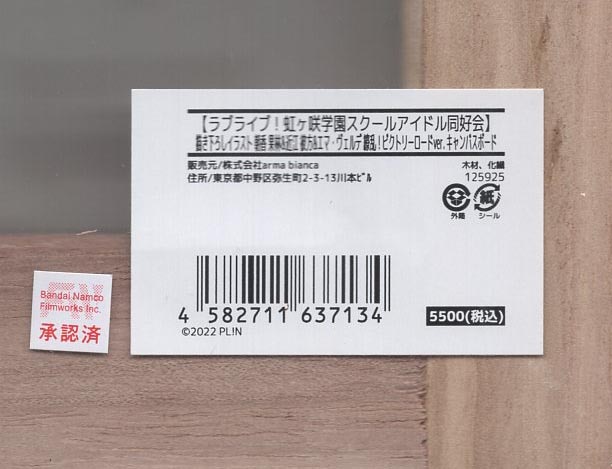 【ラブライブ！虹ヶ咲学園スクールアイドル同好会】
描き下ろしイラスト 朝香 果林&近江 彼方&エマ・ヴェルデ 繚乱！ビクトリーロードver. キャンバスボード
販売元/株式会社arma bianca
住所/東京都中野区弥生町2-3-13川本ビル
木材、化繊
125925
外箱
紙
シール
4 582711 637134
©2022 PL!N
5500(税込)
Bandai Namco
Filmworks Inc.
承認済